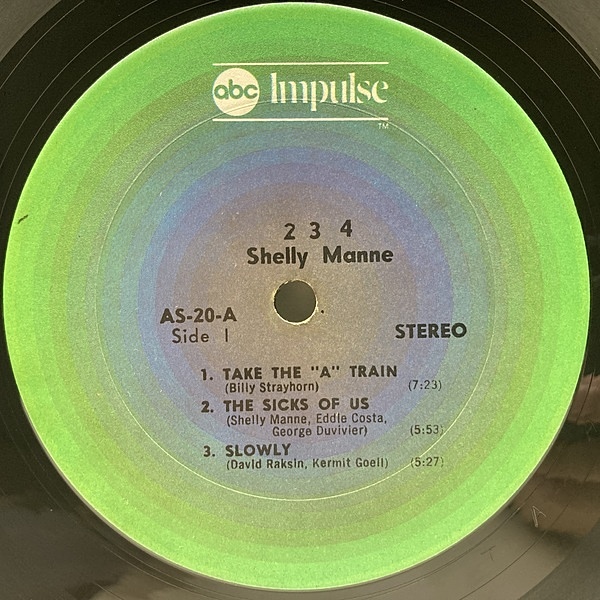 abc Impulse
TM
2 3 4
Shelly Manne
AS-20-A
Side 1
STEREO
1. TAKE THE "A" TRAIN
(Billy Strayhorn) (7:23)
2. THE SICKS OF US
(Shelly Manne, Eddie Costa,
George Duvivier) (5:53)
3. SLOWLY
(David Raksin, Kermit Goell) (5:27)